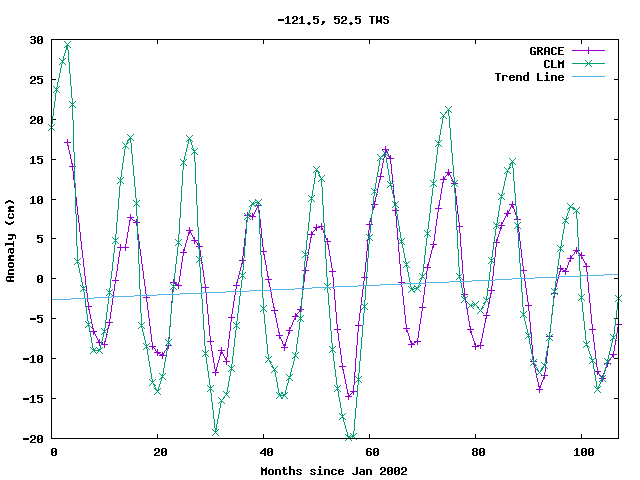 -121.5, 52.5 TWS
GRACE
CLM
Trend Line
30
25
20
15
10
5
0
-5
-10
-15
-20
Anomaly (cm)
0 20 40 60 80 100
Months since Jan 2002